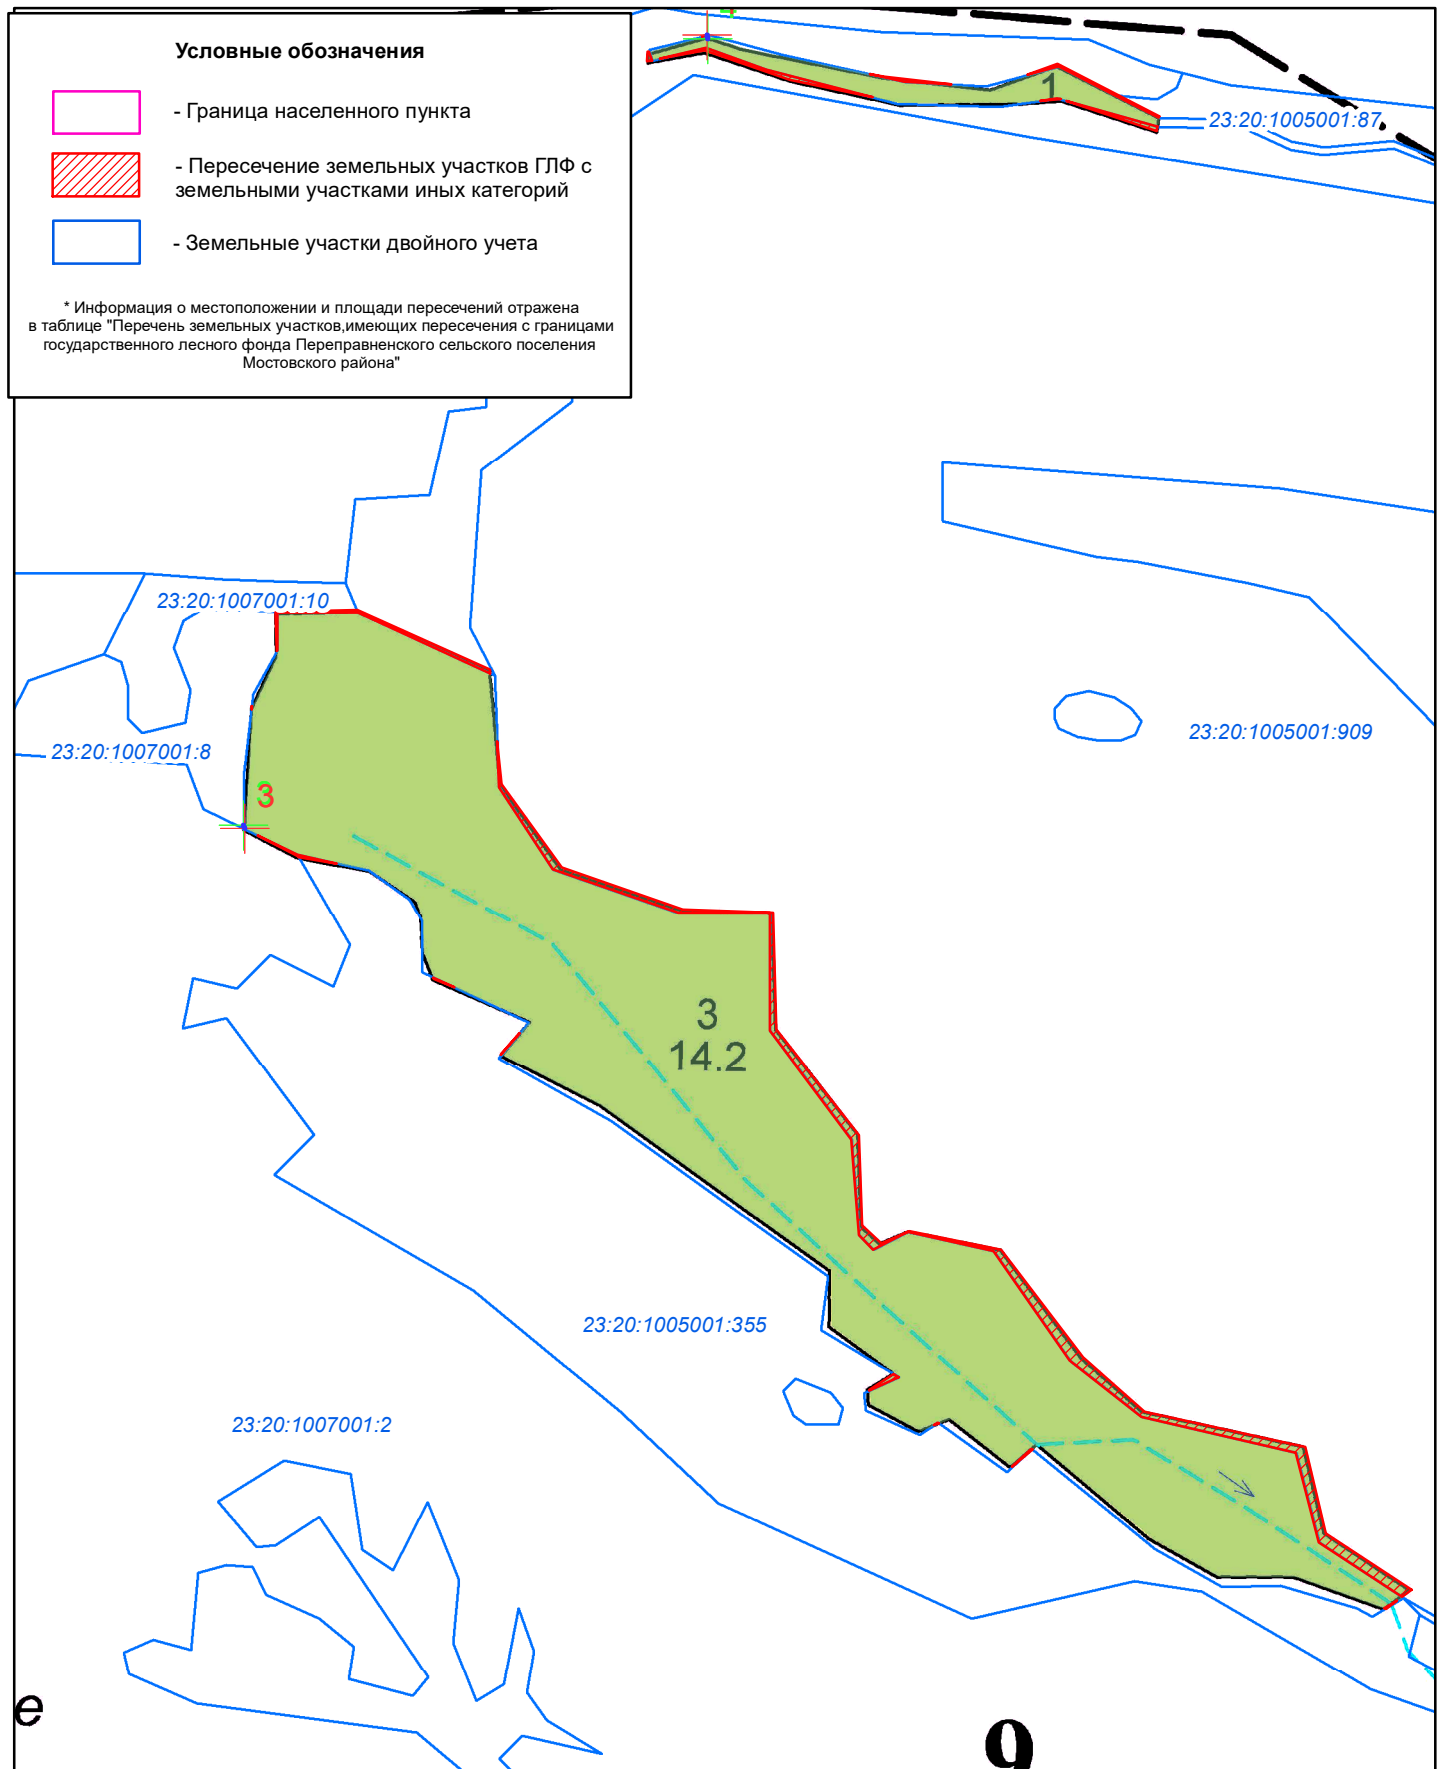 Условные обозначения
- Граница населенного пункта
- Пересечение земельных участков ГЛФ с
земельными участками иных категорий
- Земельные участки двойного учета
* Информация о местоположении и площади пересечений отражена
в таблице "Перечень земельных участков,имеющих пересечения с границами
государственного лесного фонда Переправненского сельского поселения
Мостовского района"
1
23:20:1005001:87
23:20:1007001:10
23:20:1005001:909
23:20:1007001:8
3
3
14.2
23:20:1005001:355
23:20:1007001:2
е
9